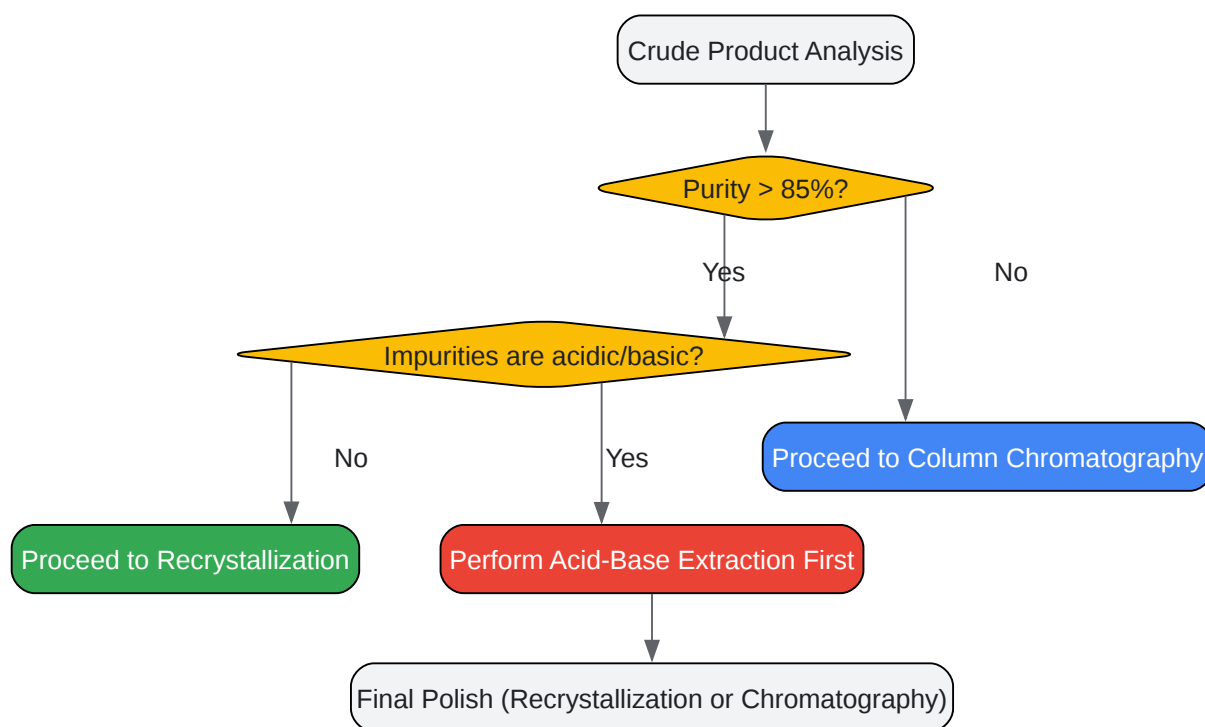 Crude Product Analysis
Purity > 85%?
Yes
No
Impurities are acidic/basic?
No
Yes
Proceed to Column Chromatography
Proceed to Recrystallization
Perform Acid-Base Extraction First
Final Polish (Recrystallization or Chromatography)